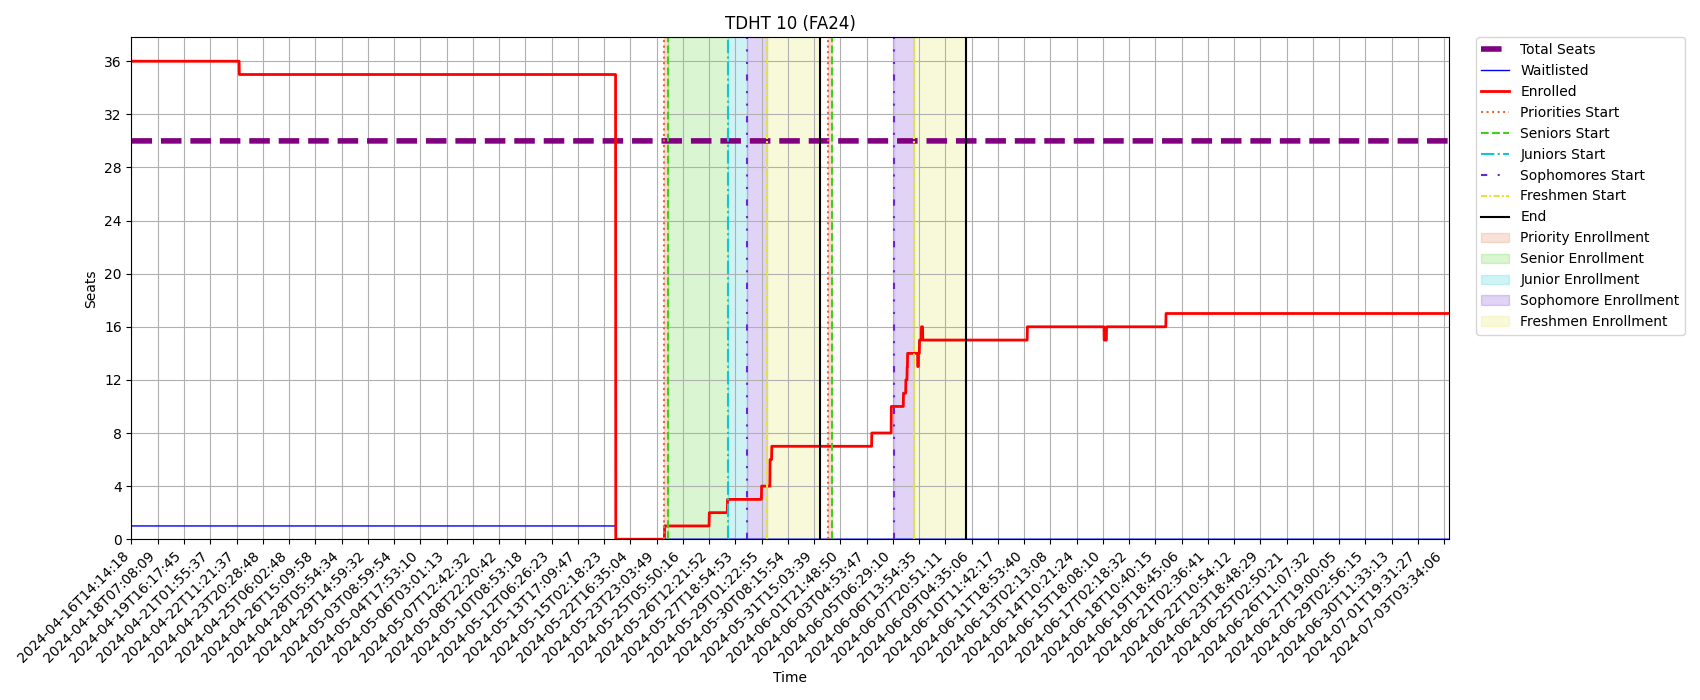 TDHT 10 (FA24)
Seats
36
32
28
24
20
16
12
8
4
0
2024-04-16T14:14:18
2024-04-18T07:08:09
2024-04-19T16:17:45
2024-04-21T01:55:37
2024-04-22T11:21:37
2024-04-23T20:28:48
2024-04-25T06:02:48
2024-04-26T15:09:58
2024-04-28T05:54:34
2024-04-29T14:59:32
2024-05-03T08:59:54
2024-05-04T17:53:10
2024-05-06T03:01:13
2024-05-07T12:42:32
2024-05-08T22:20:42
2024-05-10T08:53:18
2024-05-12T06:26:23
2024-05-13T17:09:47
2024-05-15T02:18:23
2024-05-22T16:35:04
2024-05-23T23:03:49
2024-05-25T05:50:16
2024-05-26T12:21:52
2024-05-27T18:54:53
2024-05-29T01:22:55
2024-05-30T08:15:54
2024-05-31T15:03:39
2024-06-01T21:48:50
2024-06-03T04:53:47
2024-06-05T06:29:10
2024-06-06T13:54:35
2024-06-07T20:51:11
2024-06-09T04:35:06
2024-06-10T11:42:17
2024-06-11T18:53:40
2024-06-13T02:13:08
2024-06-14T10:21:24
2024-06-15T18:08:10
2024-06-17T02:18:32
2024-06-18T10:40:15
2024-06-19T18:45:06
2024-06-21T02:36:41
2024-06-22T10:54:12
2024-06-23T18:48:29
2024-06-25T02:50:21
2024-06-26T11:07:32
2024-06-27T19:00:05
2024-06-29T02:56:15
2024-06-30T11:33:13
2024-07-01T19:31:27
2024-07-03T03:34:06
Time
Total Seats
Waitlisted
Enrolled
Priorities Start
Seniors Start
Juniors Start
Sophomores Start
Freshmen Start
End
Priority Enrollment
Senior Enrollment
Junior Enrollment
Sophomore Enrollment
Freshmen Enrollment